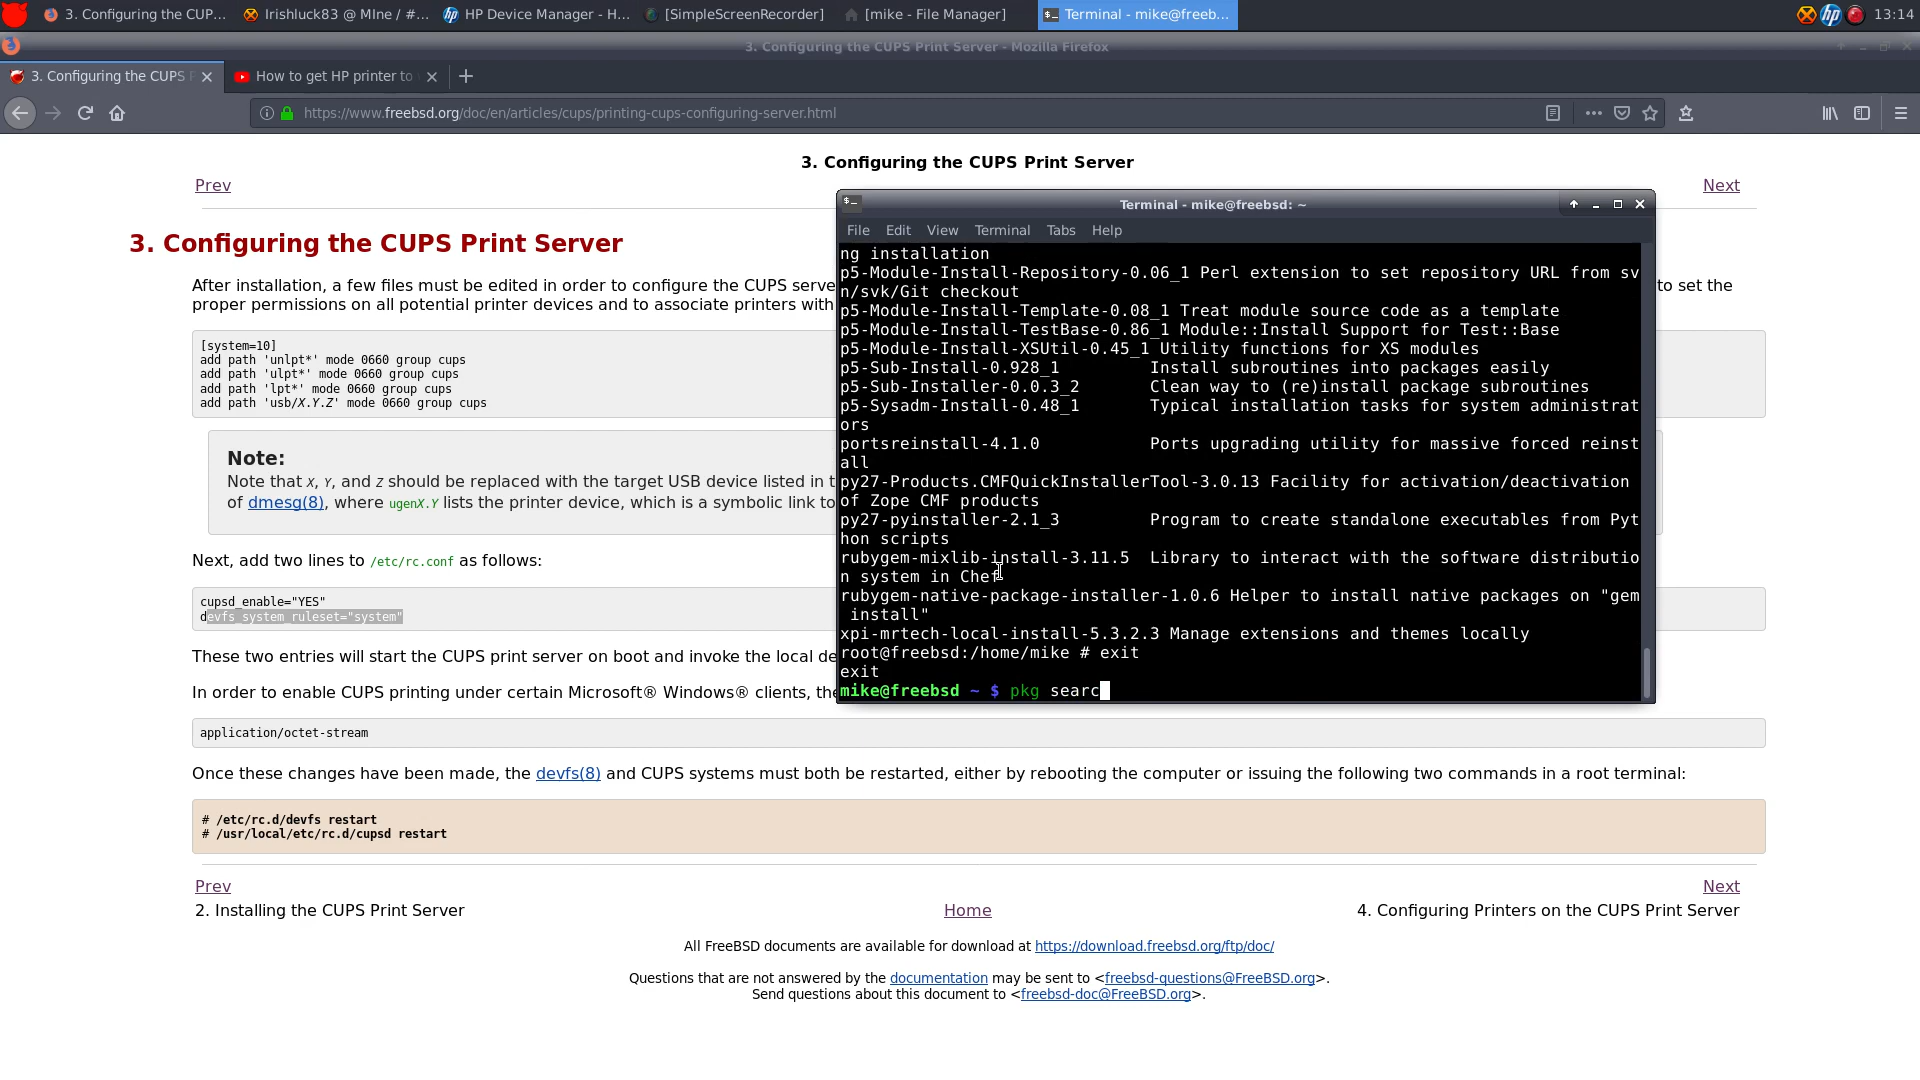 3. Configuring the CUP...
Irishluck83 @ MIne / #...
HP Device Manager - H...
[SimpleScreenRecorder]
[mike - File Manager]
Terminal - mike@freeb...
hp
13:14
3. Configuring the CUPS Print Server - Mozilla Firefox
3. Configuring the CUPS P
How to get HP printer to
https://www.freebsd.org/doc/en/articles/cups/printing-cups-configuring-server.html
3. Configuring the CUPS Print Server
Prev
Next
3. Configuring the CUPS Print Server
After installation, a few files must be edited in order to configure the CUPS serve
to set the
proper permissions on all potential printer devices and to associate printers with
[system=10]
add path 'unlpt*' mode 0660 group cups
add path 'ulpt*' mode 0660 group cups
add path 'lpt*' mode 0660 group cups
add path 'usb/X.Y.Z' mode 0660 group cups
Note:
Note that X, Y, and Z should be replaced with the target USB device listed in t
of dmesg(8), where ugenX.Y lists the printer device, which is a symbolic link to
Next, add two lines to /etc/rc.conf as follows:
cupsd_enable="YES"
devfs_system_ruleset="system"
These two entries will start the CUPS print server on boot and invoke the local de
In order to enable CUPS printing under certain Microsoft® Windows® clients, the
application/octet-stream
Once these changes have been made, the devfs(8) and CUPS systems must both be restarted, either by rebooting the computer or issuing the following two commands in a root terminal:
# /etc/rc.d/devfs restart
# /usr/local/etc/rc.d/cupsd restart
Prev
Next
2. Installing the CUPS Print Server
Home
4. Configuring Printers on the CUPS Print Server
All FreeBSD documents are available for download at https://download.freebsd.org/ftp/doc/
Questions that are not answered by the documentation may be sent to <freebsd-questions@FreeBSD.org>.
Send questions about this document to <freebsd-doc@FreeBSD.org>.
Terminal - mike@freebsd: ~
File Edit View Terminal Tabs Help
ng installation
p5-Module-Install-Repository-0.06_1 Perl extension to set repository URL from sv
n/svk/Git checkout
p5-Module-Install-Template-0.08_1 Treat module source code as a template
p5-Module-Install-TestBase-0.86_1 Module::Install Support for Test::Base
p5-Module-Install-XSUtil-0.45_1 Utility functions for XS modules
p5-Sub-Install-0.928_1 Install subroutines into packages easily
p5-Sub-Installer-0.0.3_2 Clean way to (re)install package subroutines
p5-Sysadm-Install-0.48_1 Typical installation tasks for system administrat
ors
portsreinstall-4.1.0 Ports upgrading utility for massive forced reinst
all
py27-Products.CMFQuickInstallerTool-3.0.13 Facility for activation/deactivation
of Zope CMF products
py27-pyinstaller-2.1_3 Program to create standalone executables from Pyt
hon scripts
rubygem-mixlib-install-3.11.5 Library to interact with the software distributio
n system in Chef
rubygem-native-package-installer-1.0.6 Helper to install native packages on "gem
install"
xpi-mrtech-local-install-5.3.2.3 Manage extensions and themes locally
root@freebsd:/home/mike # exit
exit
mike@freebsd ~ $ pkg searc